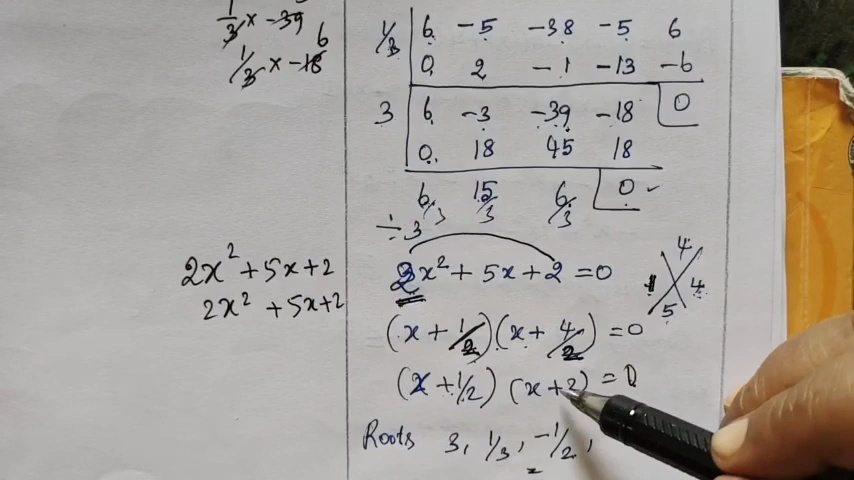 1/3 x -39
1/3 x -18 6
1/3 | 6 -5 -38 -5 6
0 2 -1 -13 -6
3 | 6 -3 -39 -18 0
0 18 45 18
6/3 15/3 6/3 0
÷3
2x² + 5x + 2
2x² + 5x + 2 = 0
2x² + 5x + 2
4
1 4
5
(x + 1/2)(x + 4/2) = 0
(x + 1/2) (x + 2) = 0
Roots 3, 1/3, -1/2,